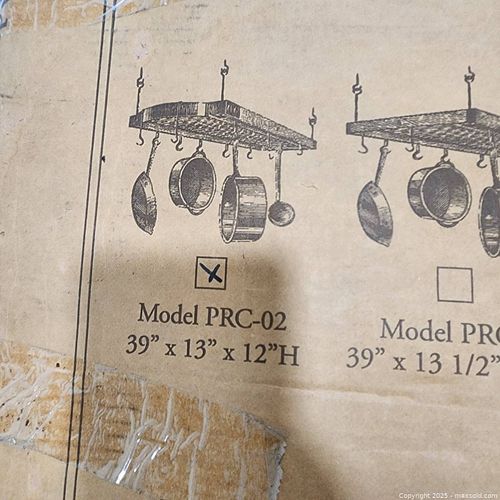 Model PRC-02
39” x 13” x 12”H
Model PRC
39” x 13 1/2”
Copyright 2025 - maxsold.com